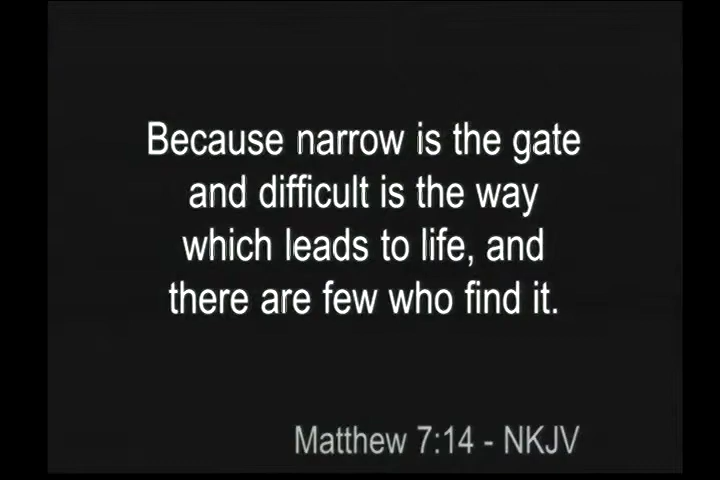 Because narrow is the gate
and difficult is the way
which leads to life, and
there are few who find it.
Matthew 7:14 - NKJV